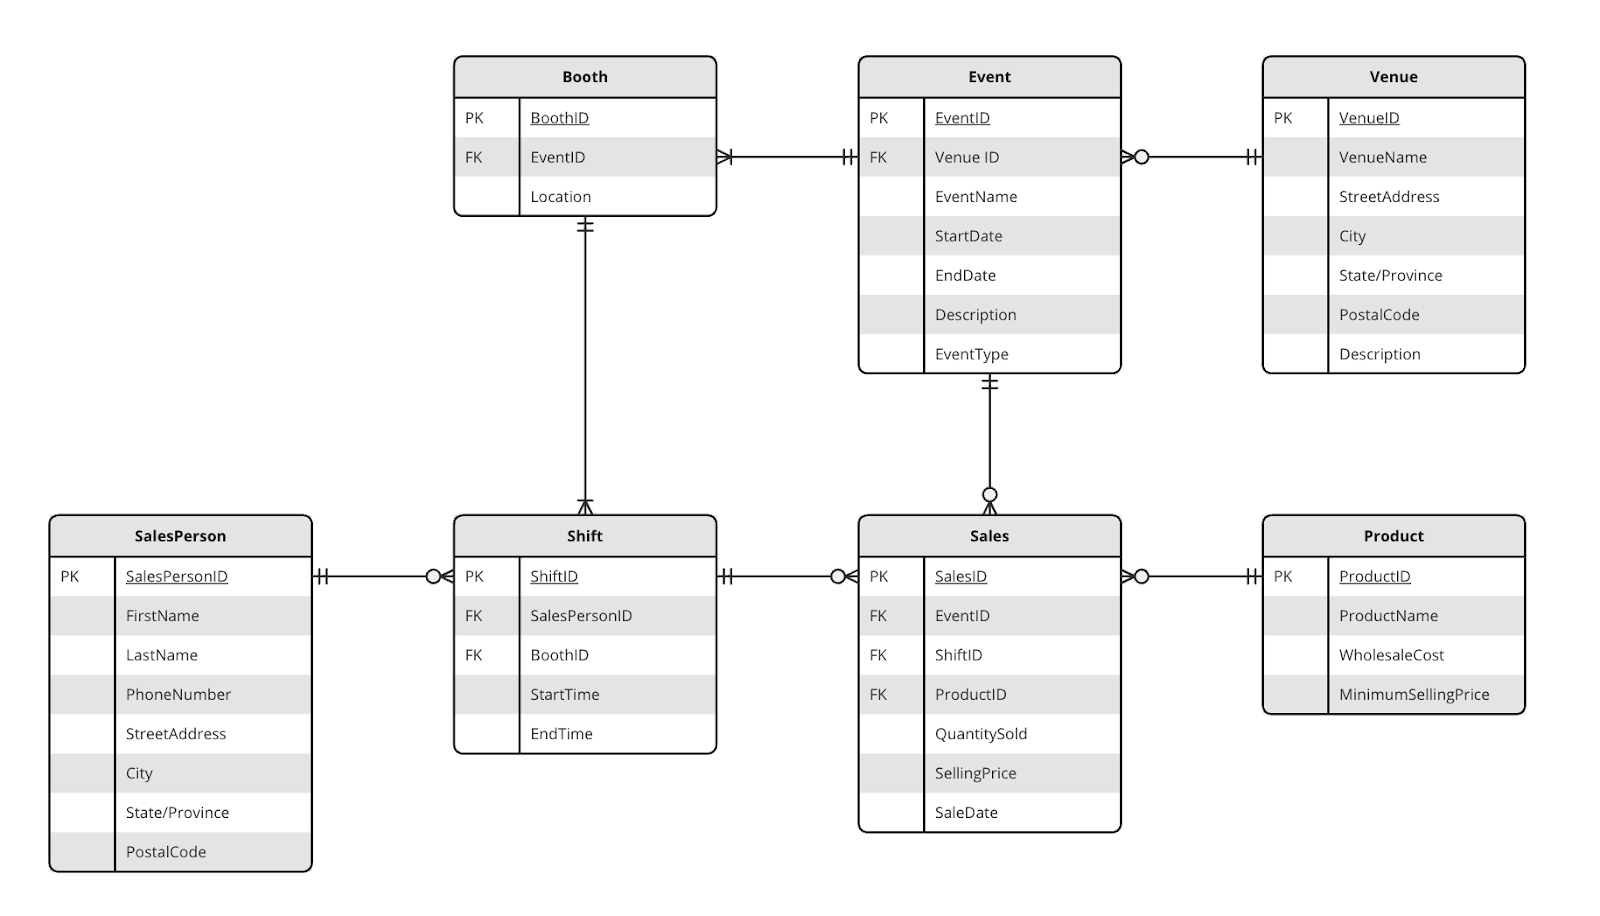 Booth
PK BoothID
FK EventID
Location
Event
PK EventID
FK Venue ID
EventName
StartDate
EndDate
Description
EventType
Venue
PK VenueID
VenueName
StreetAddress
City
State/Province
PostalCode
Description
SalesPerson
PK SalesPersonID
FirstName
LastName
PhoneNumber
StreetAddress
City
State/Province
PostalCode
Shift
PK ShiftID
FK SalesPersonID
FK BoothID
StartTime
EndTime
Sales
PK SalesID
FK EventID
FK ShiftID
FK ProductID
QuantitySold
SellingPrice
SaleDate
Product
PK ProductID
ProductName
WholesaleCost
MinimumSellingPrice